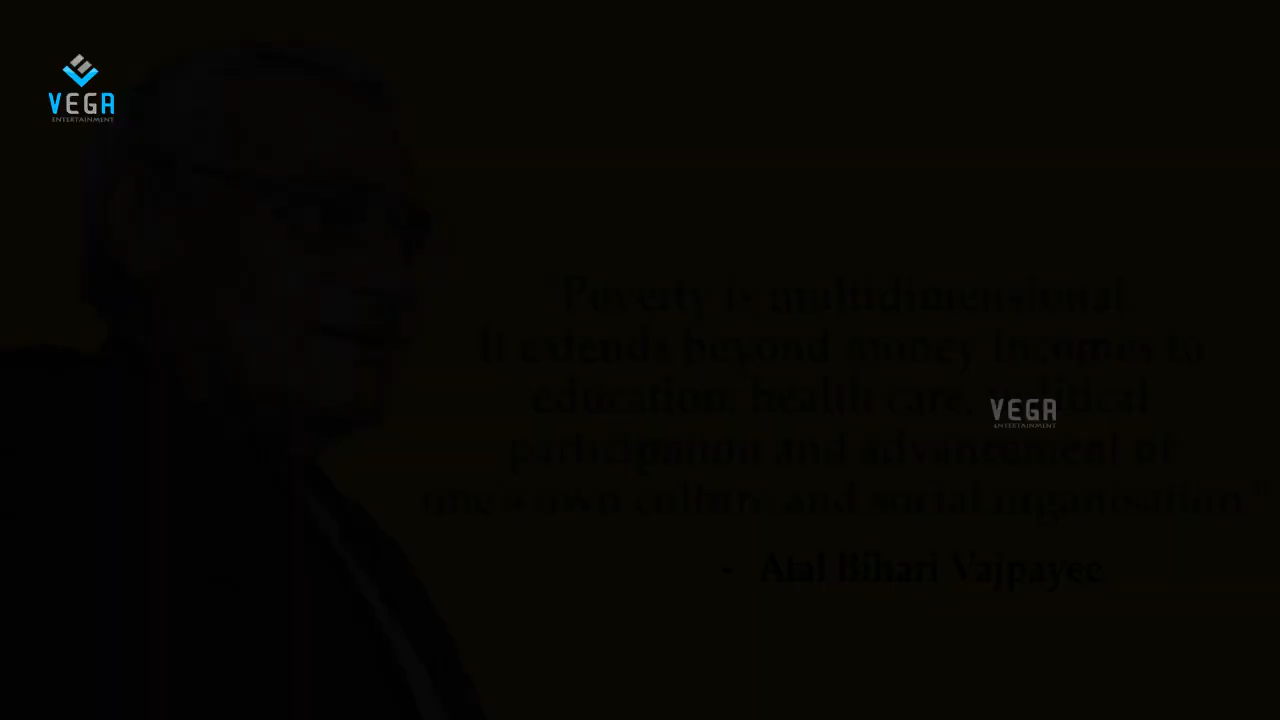 VEGA
ENTERTAINMENT
"Poverty is multidimensional.
It extends beyond money incomes to
education, health care, political
VEGA
ENTERTAINMENT
participation and advancement of
one's own culture and social organisation."
- Atal Bihari Vajpayee